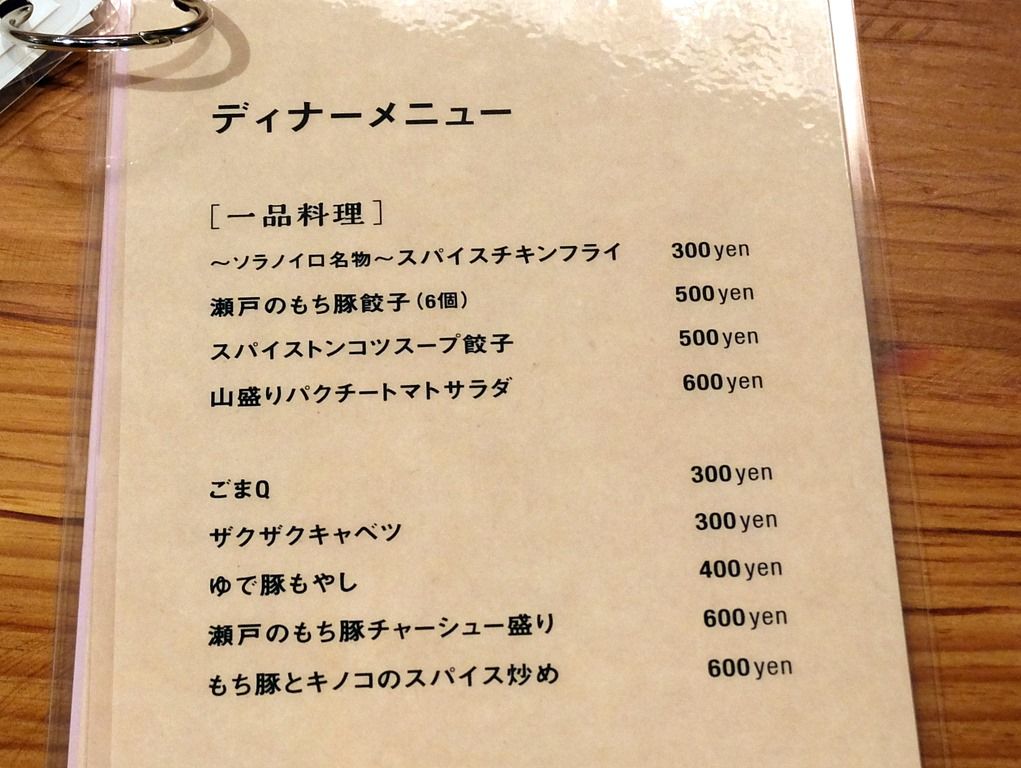 ディナーメニュー
[一品料理]
～ソラノイロ名物～スパイスチキンフライ 300yen
瀬戸のもち豚餃子(6個) 500yen
スパイストンコツスープ餃子 500yen
山盛りパクチートマトサラダ 600yen
ごまQ 300yen
ザクザクキャベツ 300yen
ゆで豚もやし 400yen
瀬戸のもち豚チャーシュー盛り 600yen
もち豚とキノコのスパイス炒め 600yen